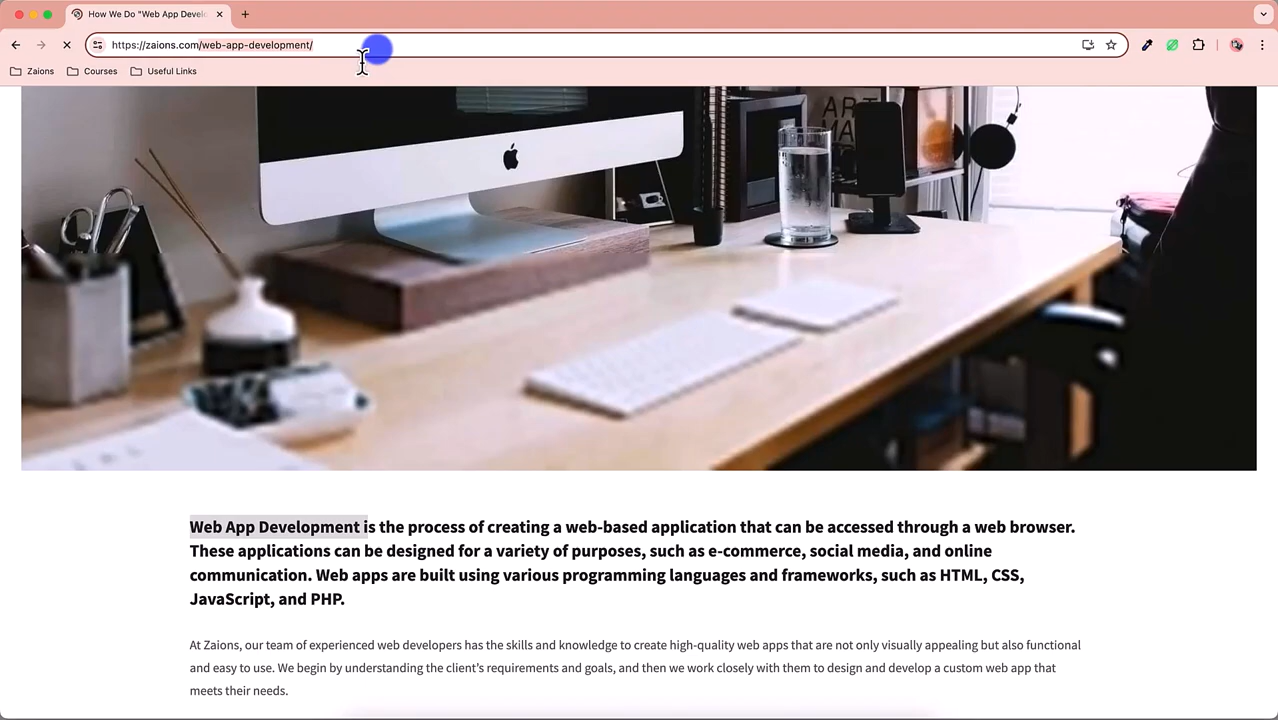 How We Do "Web App Devel
https://zaions.com/web-app-development/
Zaions
Courses
Useful Links
ART
Web App Development is the process of creating a web-based application that can be accessed through a web browser.
These applications can be designed for a variety of purposes, such as e-commerce, social media, and online
communication. Web apps are built using various programming languages and frameworks, such as HTML, CSS,
JavaScript, and PHP.
At Zaions, our team of experienced web developers has the skills and knowledge to create high-quality web apps that are not only visually appealing but also functional
and easy to use. We begin by understanding the client's requirements and goals, and then we work closely with them to design and develop a custom web app that
meets their needs.